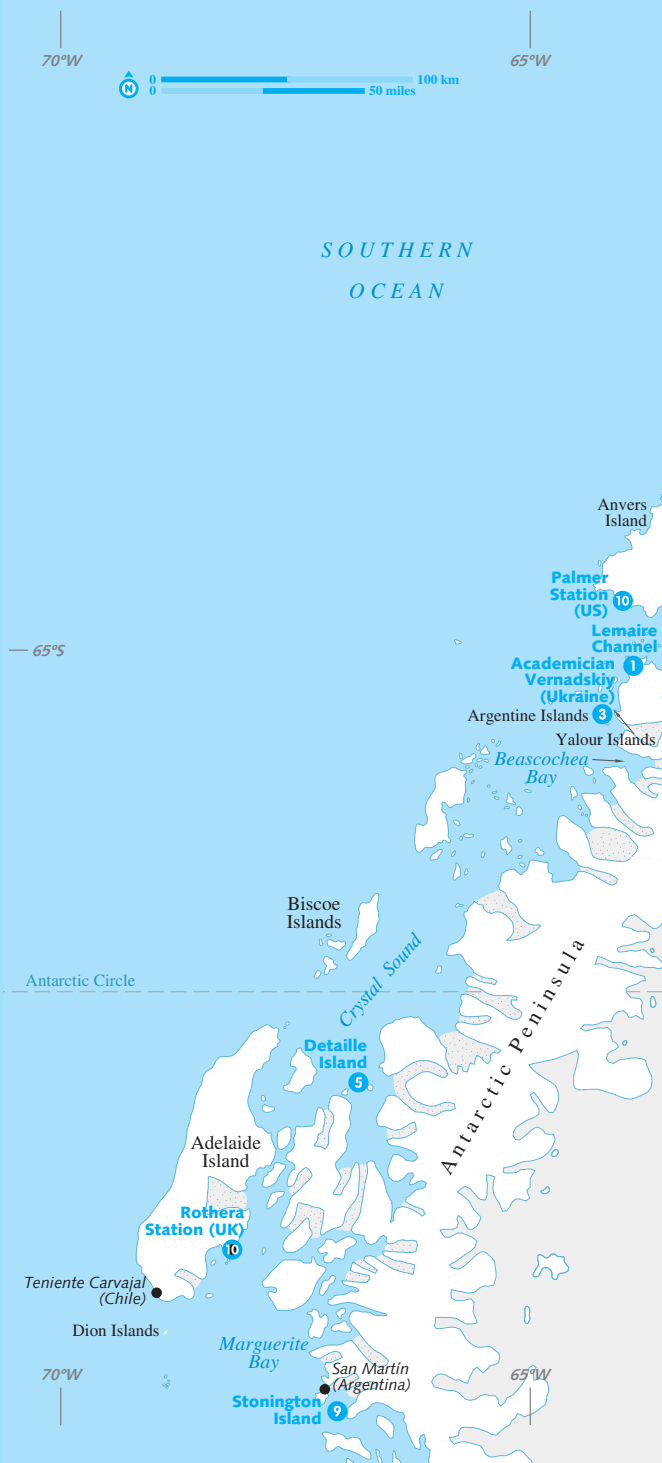 70°W
65°W
N
0
100 km
0
50 miles
SOUTHERN
OCEAN
Anvers
Island
Palmer
Station
(US)
10
65°S
Lemaire
Channel
1
Academician
Vernadskiy
(Ukraine)
Argentine Islands
3
Yalour Islands
Beascochea
Bay
Biscoe
Islands
Crystal Sound
Antarctic Circle
Antarctic Peninsula
Detaille
Island
5
Adelaide
Island
Rothera
Station (UK)
10
Teniente Carvajal
(Chile)
Dion Islands
Marguerite
Bay
San Martín
(Argentina)
70°W
65°W
Stonington
Island
9